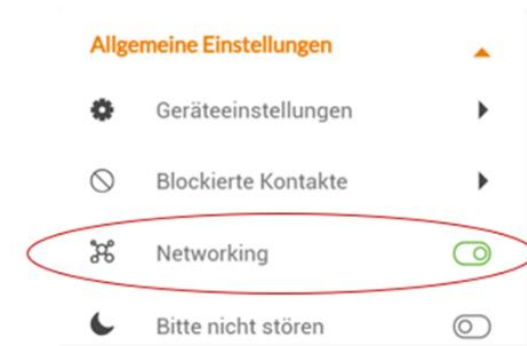 Allgemeine Einstellungen
Geräteeinstellungen
Blockierte Kontakte
Networking
Bitte nicht stören